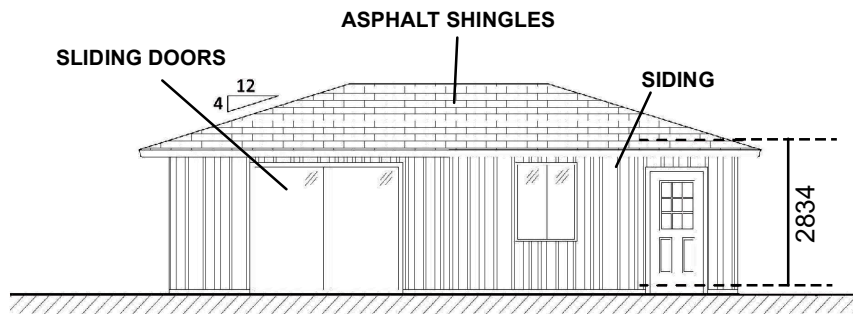 ASPHALT SHINGLES
SLIDING DOORS
SIDING
12
4
2834